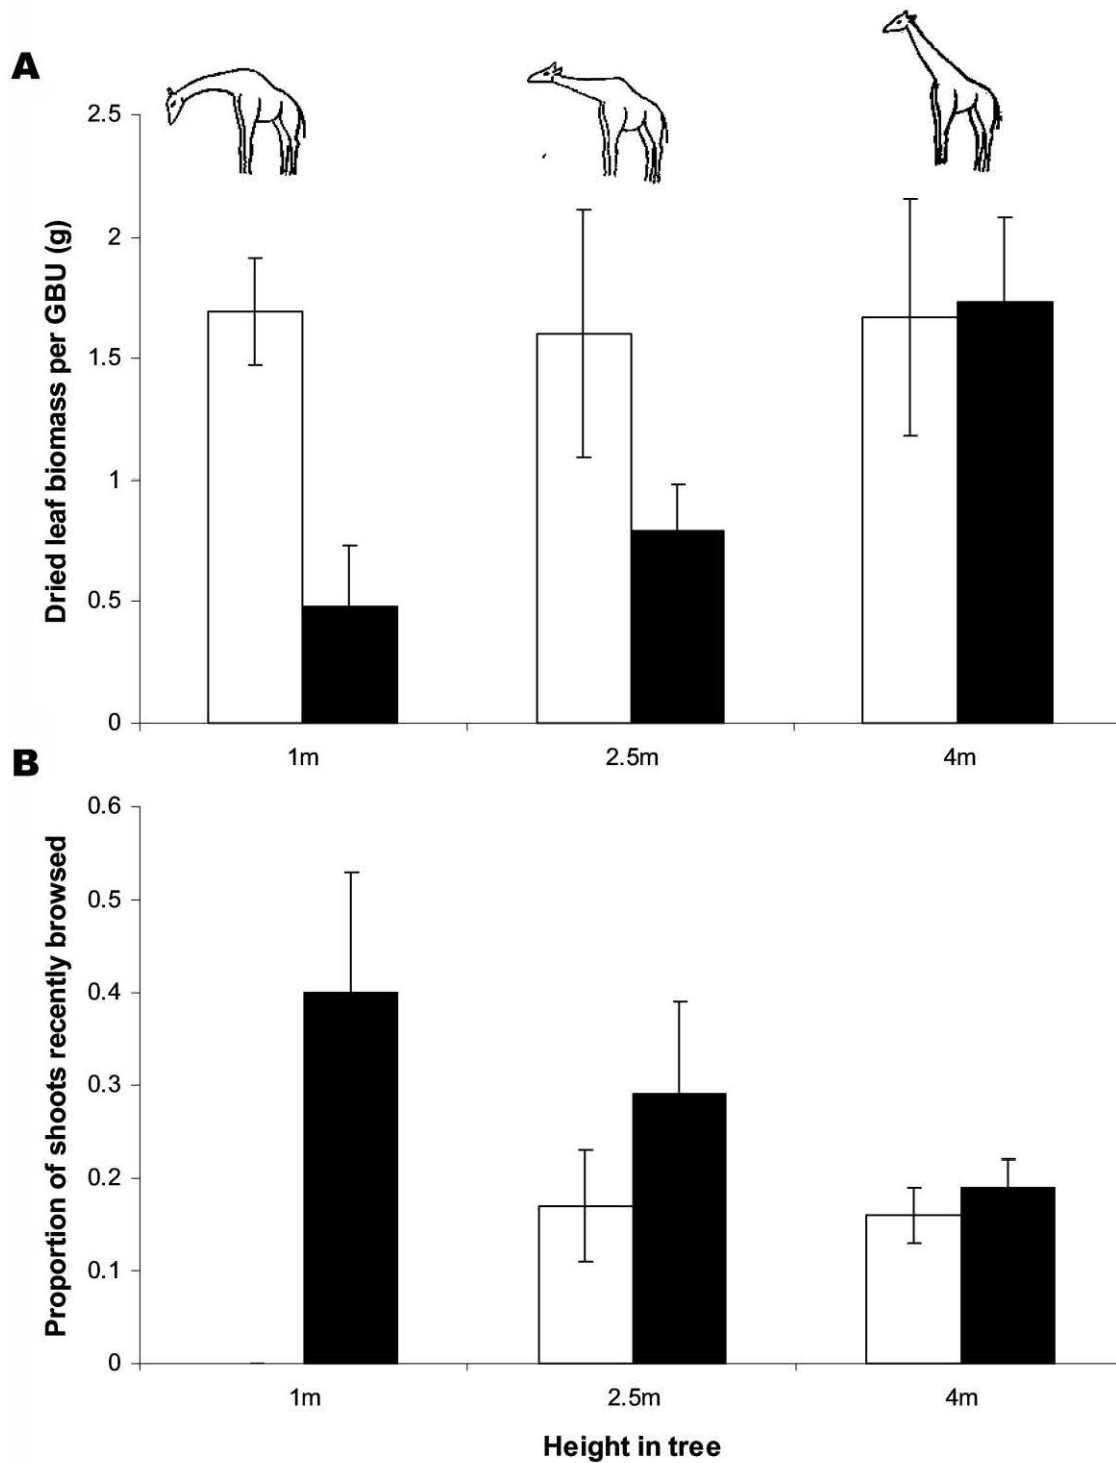 A
Dried leaf biomass per GBU (g)
2.5
2
1.5
1
0.5
0
1m 2.5m 4m
B
Proportion of shoots recently browsed
0.6
0.5
0.4
0.3
0.2
0.1
0
1m 2.5m 4m
Height in tree